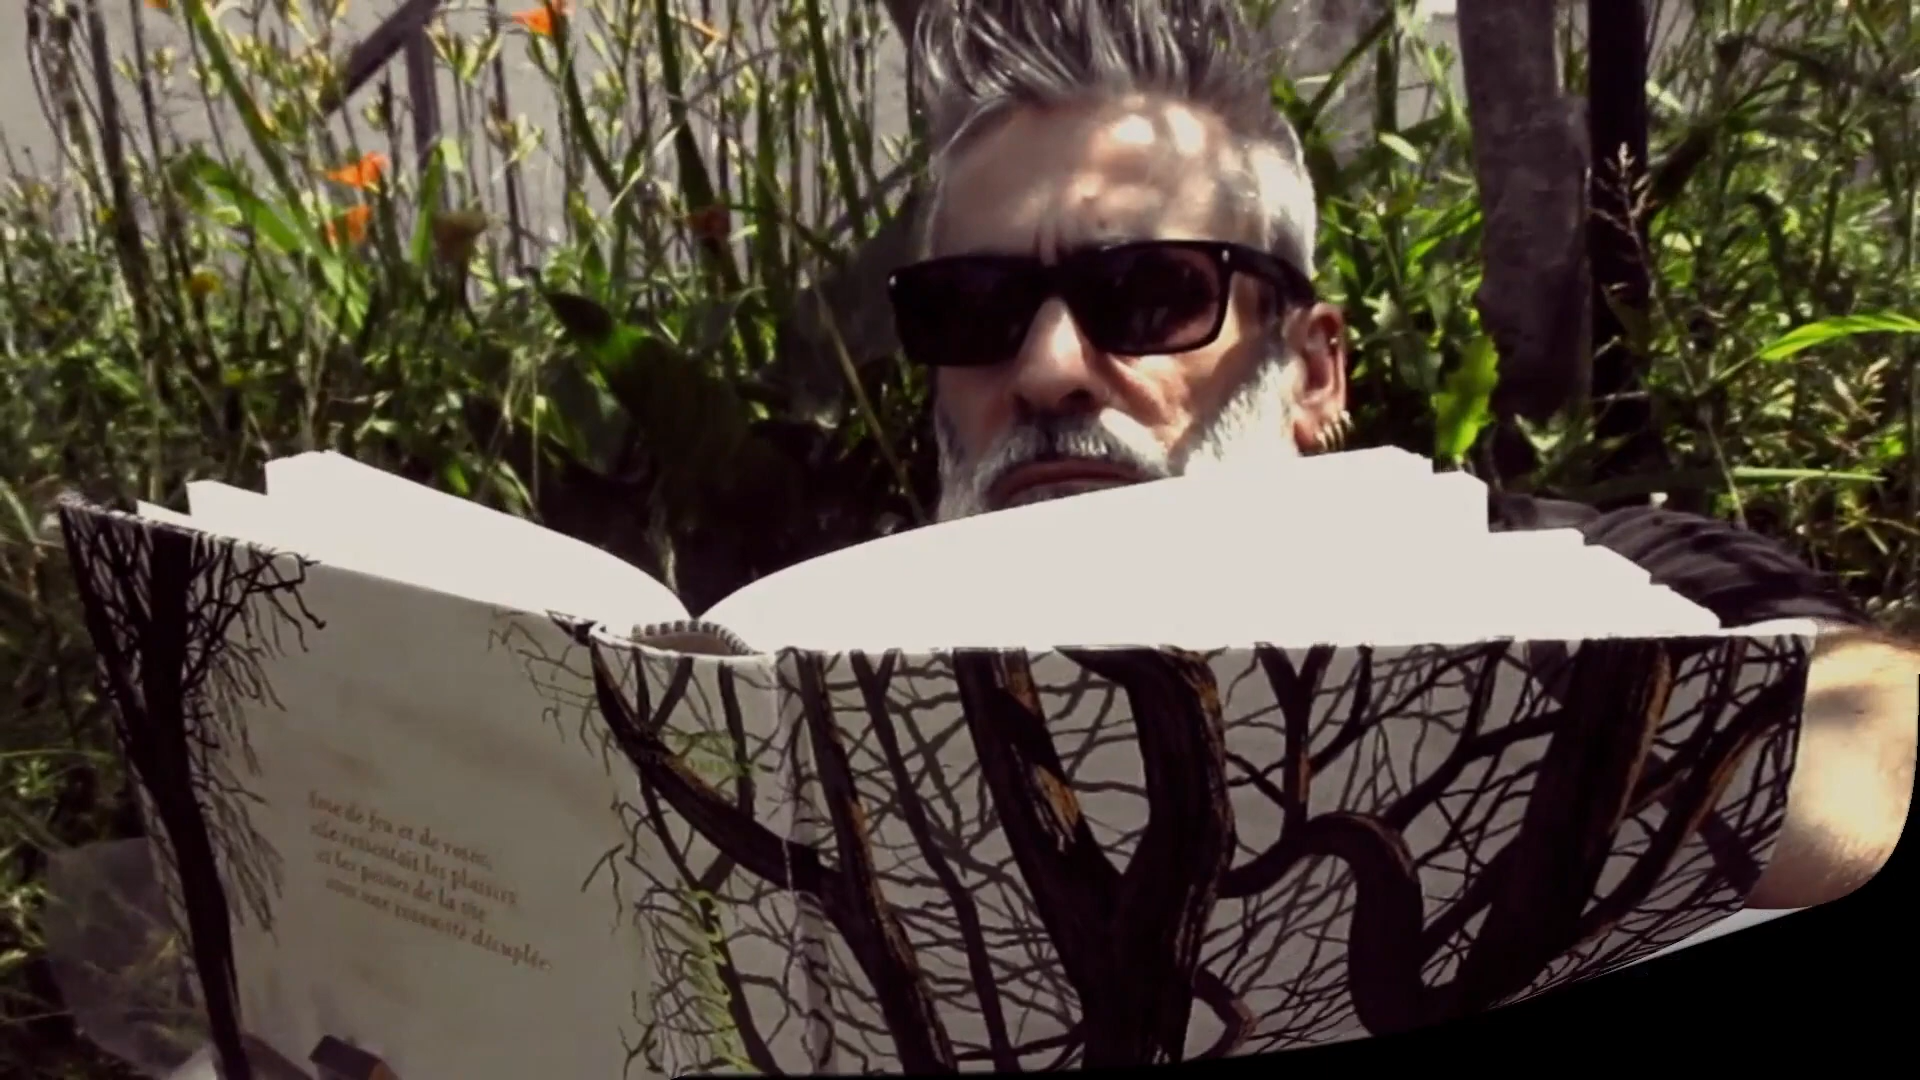 Âme de feu et de rosée,
elle ressentait les plaisirs
et les peines de la vie
avec une intensité décuplée.